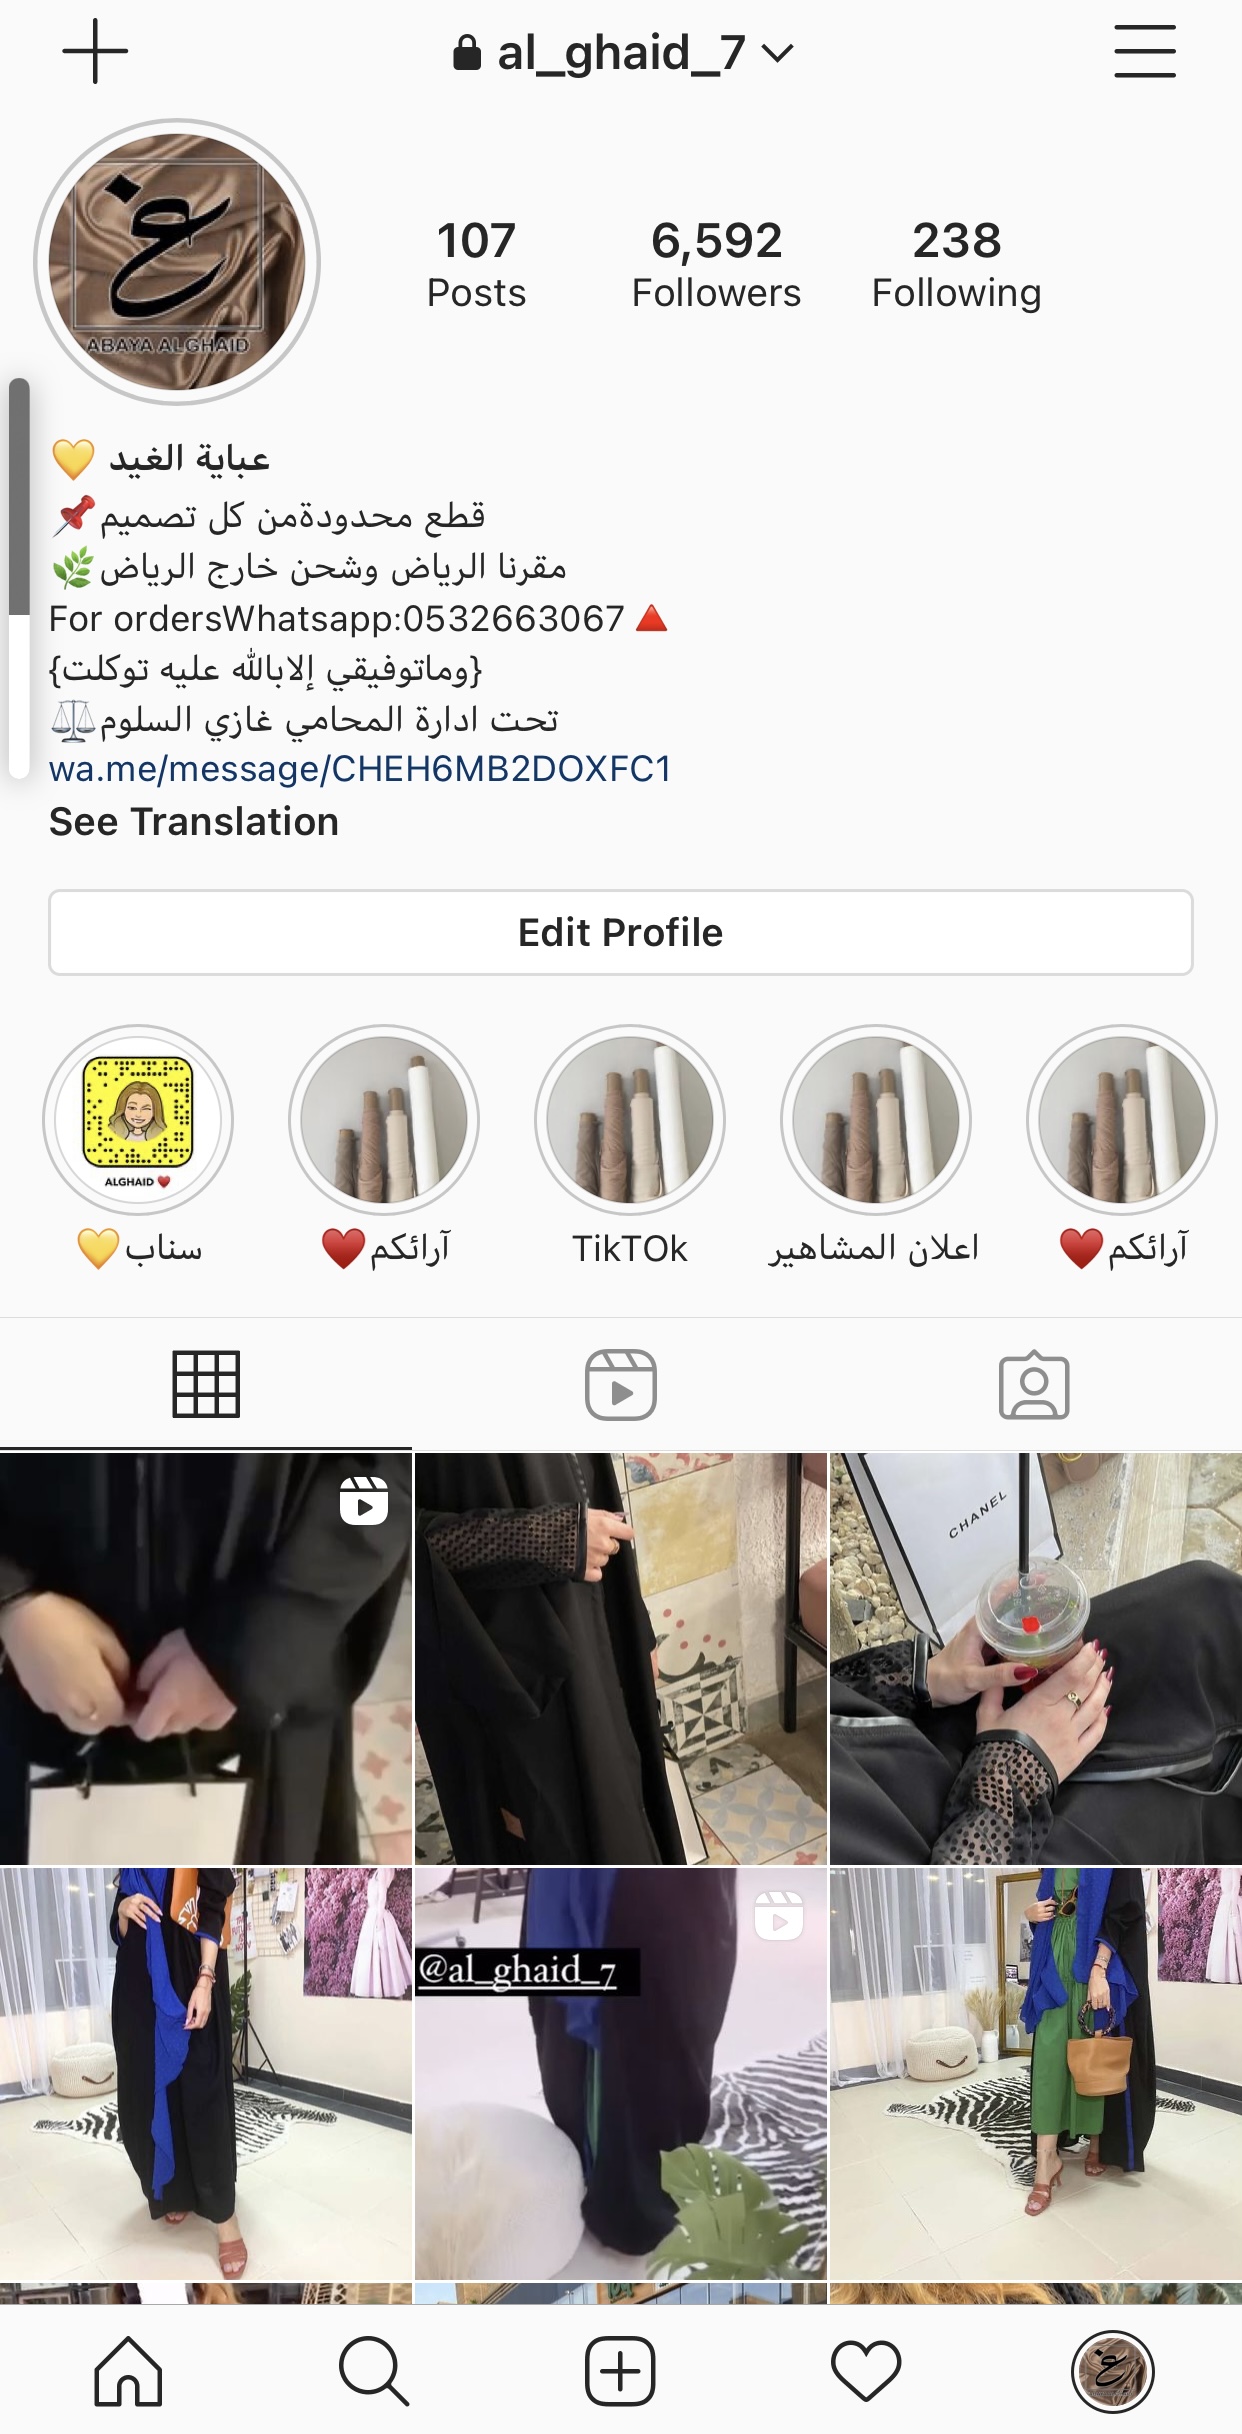 al_ghaid_7
غ
ABAYA ALGHAID
107
Posts
6,592
Followers
238
Following
عباية الغيد 💛
قطع محدودةمن كل تصميم📌
مقرنا الرياض وشحن خارج الرياض🌿
For ordersWhatsapp:0532663067🔺
{وماتوفيقي إلابالله عليه توكلت}
تحت ادارة المحامي غازي السلوم⚖️
wa.me/message/CHEH6MB2DOXFC1
See Translation
Edit Profile
ALGHAID ♥️
سناب💛
آرائكم♥️
TikTOk
اعلان المشاهير
آرائكم♥️
CHANEL
@al_ghaid_7